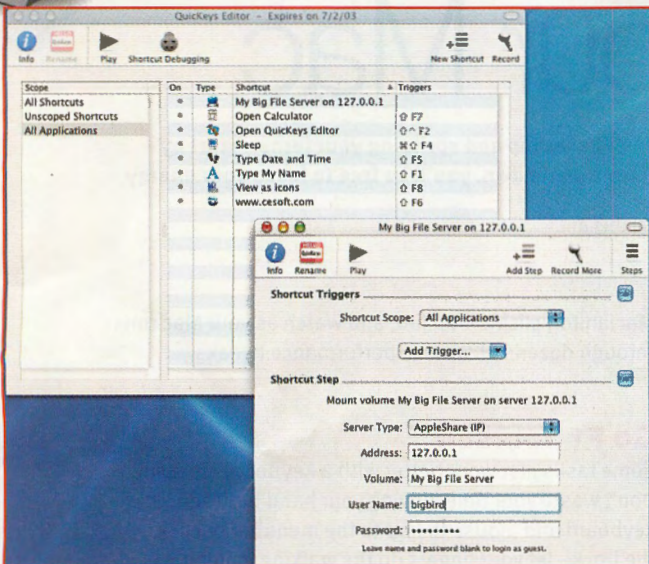 QuicKeys Editor – Expires on 7/2/03
Info Rename Play Shortcut Debugging New Shortcut Record
Scope On Type Shortcut Triggers
All Shortcuts My Big File Server on 127.0.0.1
Unscoped Shortcuts Open Calculator ⇧ F7
All Applications Open QuicKeys Editor ⇧^ F2
Sleep ⌘⇧ F4
Type Date and Time ⇧ F5
Type My Name ⇧ F1
View as icons ⇧ F8
www.cesoft.com ⇧ F6
My Big File Server on 127.0.0.1
Info Rename Play Add Step Record More Steps
Shortcut Triggers
Shortcut Scope: All Applications
Add Trigger...
Shortcut Step
Mount volume My Big File Server on server 127.0.0.1
Server Type: AppleShare (IP)
Address: 127.0.0.1
Volume: My Big File Server
User Name: bigbird
Password: •••••••••
Leave name and password blank to login as guest.